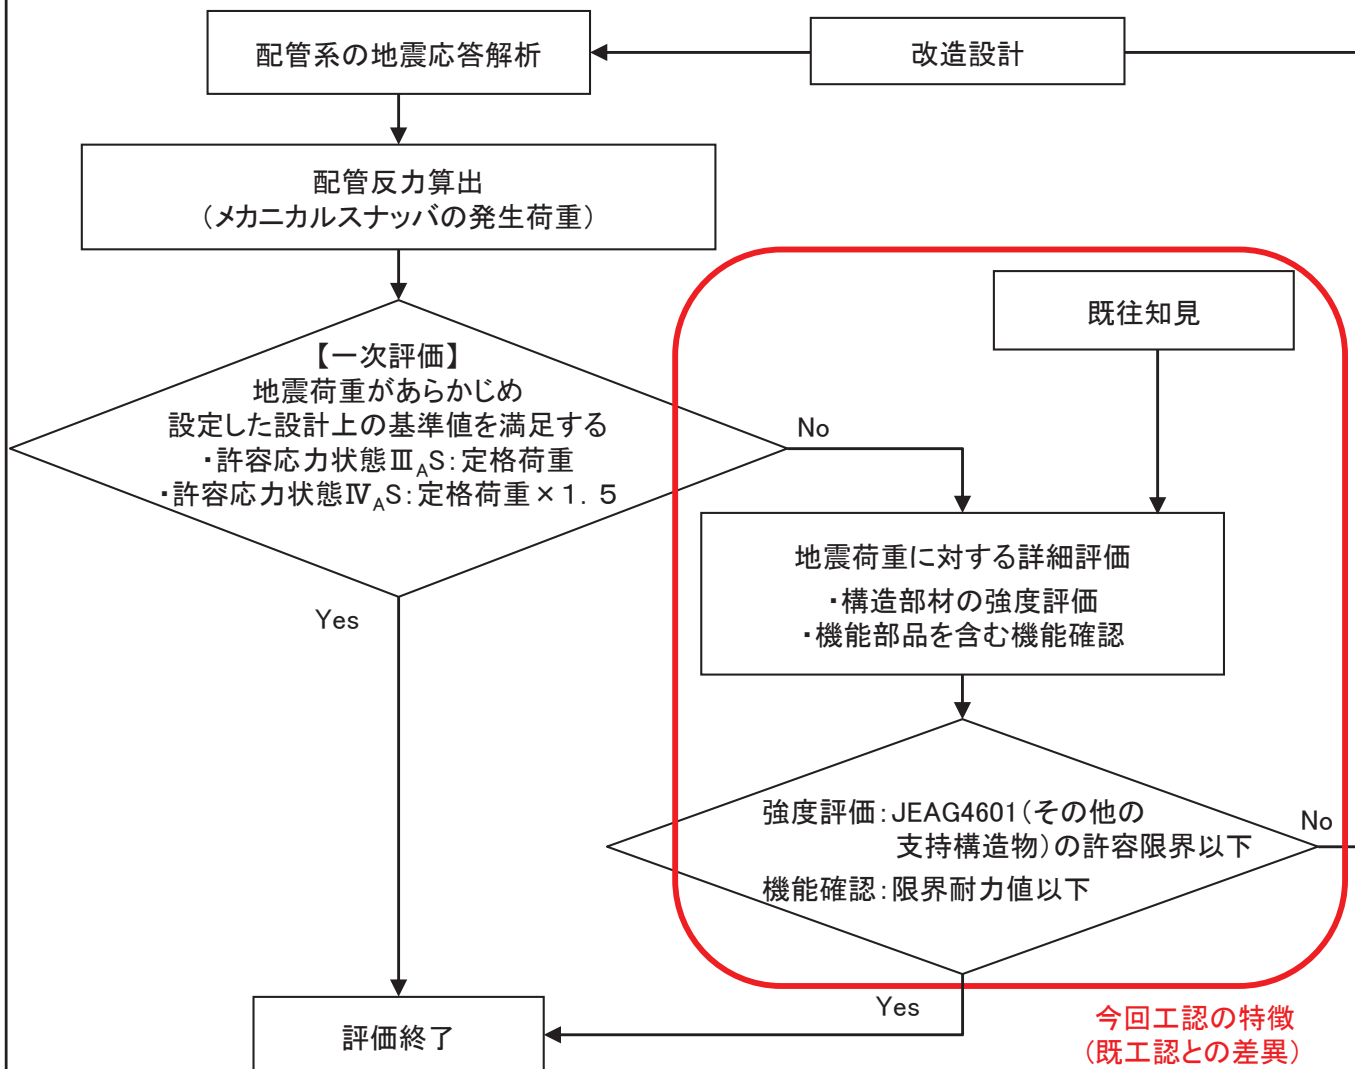 配管系の地震応答解析
改造設計
配管反力算出
（メカニカルスナッバの発生荷重）
既往知見
【一次評価】
地震荷重があらかじめ
設定した設計上の基準値を満足する
・許容応力状態ⅢAS：定格荷重
・許容応力状態ⅣAS：定格荷重×１．５
No
Yes
地震荷重に対する詳細評価
・構造部材の強度評価
・機能部品を含む機能確認
強度評価：JEAG4601（その他の
支持構造物）の許容限界以下
機能確認：限界耐力値以下
No
Yes
評価終了
今回工認の特徴
（既工認との差異）